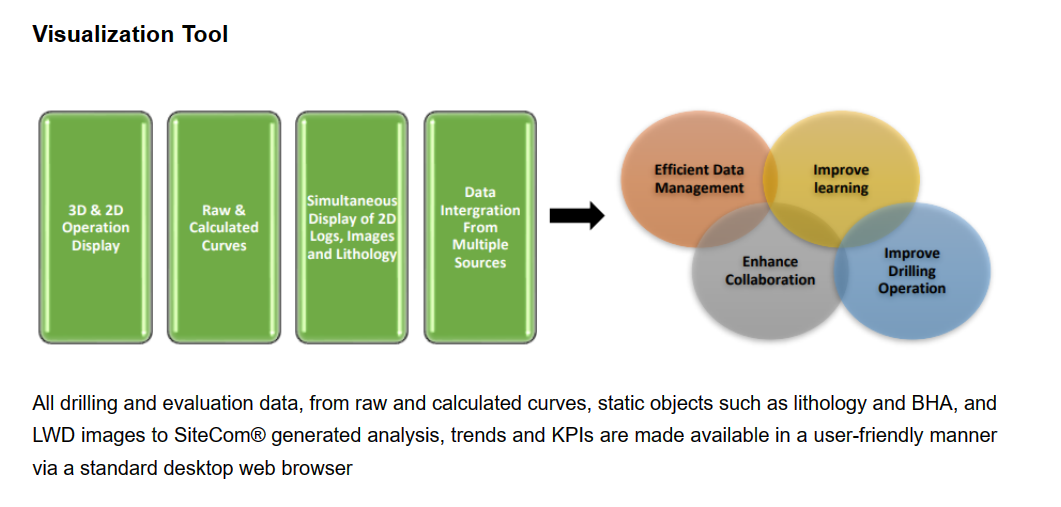 Visualization Tool
3D & 2D
Operation
Display
Raw &
Calculated
Curves
Simultaneous
Display of 2D
Logs, Images
and Lithology
Data
Intergration
From
Multiple
Sources
Efficient Data
Management
Improve
learning
Enhance
Collaboration
Improve
Drilling
Operation
All drilling and evaluation data, from raw and calculated curves, static objects such as lithology and BHA, and
LWD images to SiteCom® generated analysis, trends and KPIs are made available in a user-friendly manner
via a standard desktop web browser